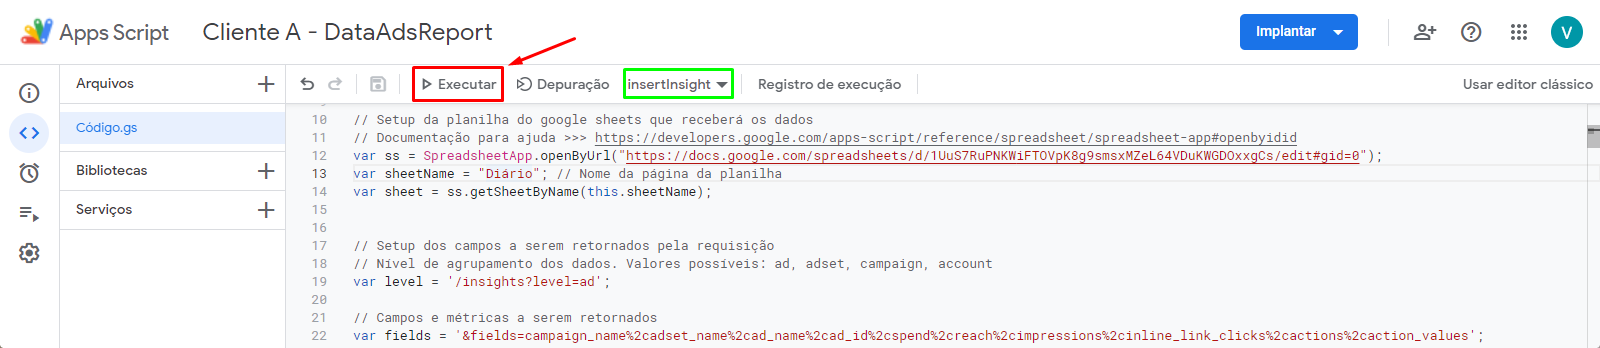 Apps Script Cliente A - DataAdsReport Implantar V
Arquivos Executar Depuração insertInsight Registro de execução Usar editor clássico
Código.gs
Bibliotecas
Serviços
10 // Setup da planilha do google sheets que receberá os dados
11 // Documentação para ajuda >>> https://developers.google.com/apps-script/reference/spreadsheet/spreadsheet-app#openbyidid
12 var ss = SpreadsheetApp.openByUrl("https://docs.google.com/spreadsheets/d/1UuS7RuPNKWiFTOVpK8g9smsxMZeL64VDuKWGDOxxgCs/edit#gid=0");
13 var sheetName = "Diário"; // Nome da página da planilha
14 var sheet = ss.getSheetByName(this.sheetName);
15
16
17 // Setup dos campos a serem retornados pela requisição
18 // Nível de agrupamento dos dados. Valores possíveis: ad, adset, campaign, account
19 var level = '/insights?level=ad';
20
21 // Campos e métricas a serem retornados
22 var fields = '&fields=campaign_name%2cadset_name%2cad_name%2cad_id%2cspend%2creach%2cimpressions%2cinline_link_clicks%2cactions%2caction_values';